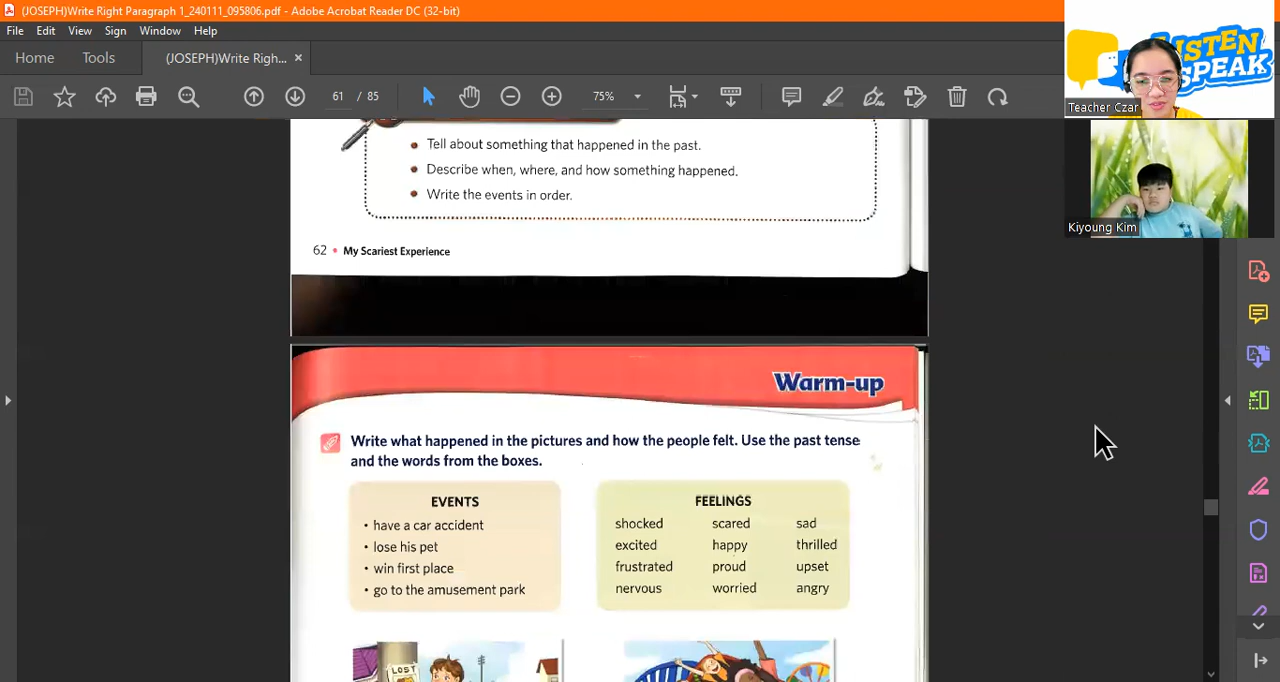 (JOSEPH)Write Right Paragraph 1_240111_095806.pdf - Adobe Acrobat Reader DC (32-bit)
File Edit View Sign Window Help
Home Tools (JOSEPH)Write Righ... ×
61 / 85 75%
Tell about something that happened in the past.
Describe when, where, and how something happened.
Write the events in order.
62 • My Scariest Experience
Warm-up
Write what happened in the pictures and how the people felt. Use the past tense
and the words from the boxes.
EVENTS
• have a car accident
• lose his pet
• win first place
• go to the amusement park
FEELINGS
shocked scared sad
excited happy thrilled
frustrated proud upset
nervous worried angry
LOST
LISTEN
SPEAK
Teacher Czar
Kiyoung Kim